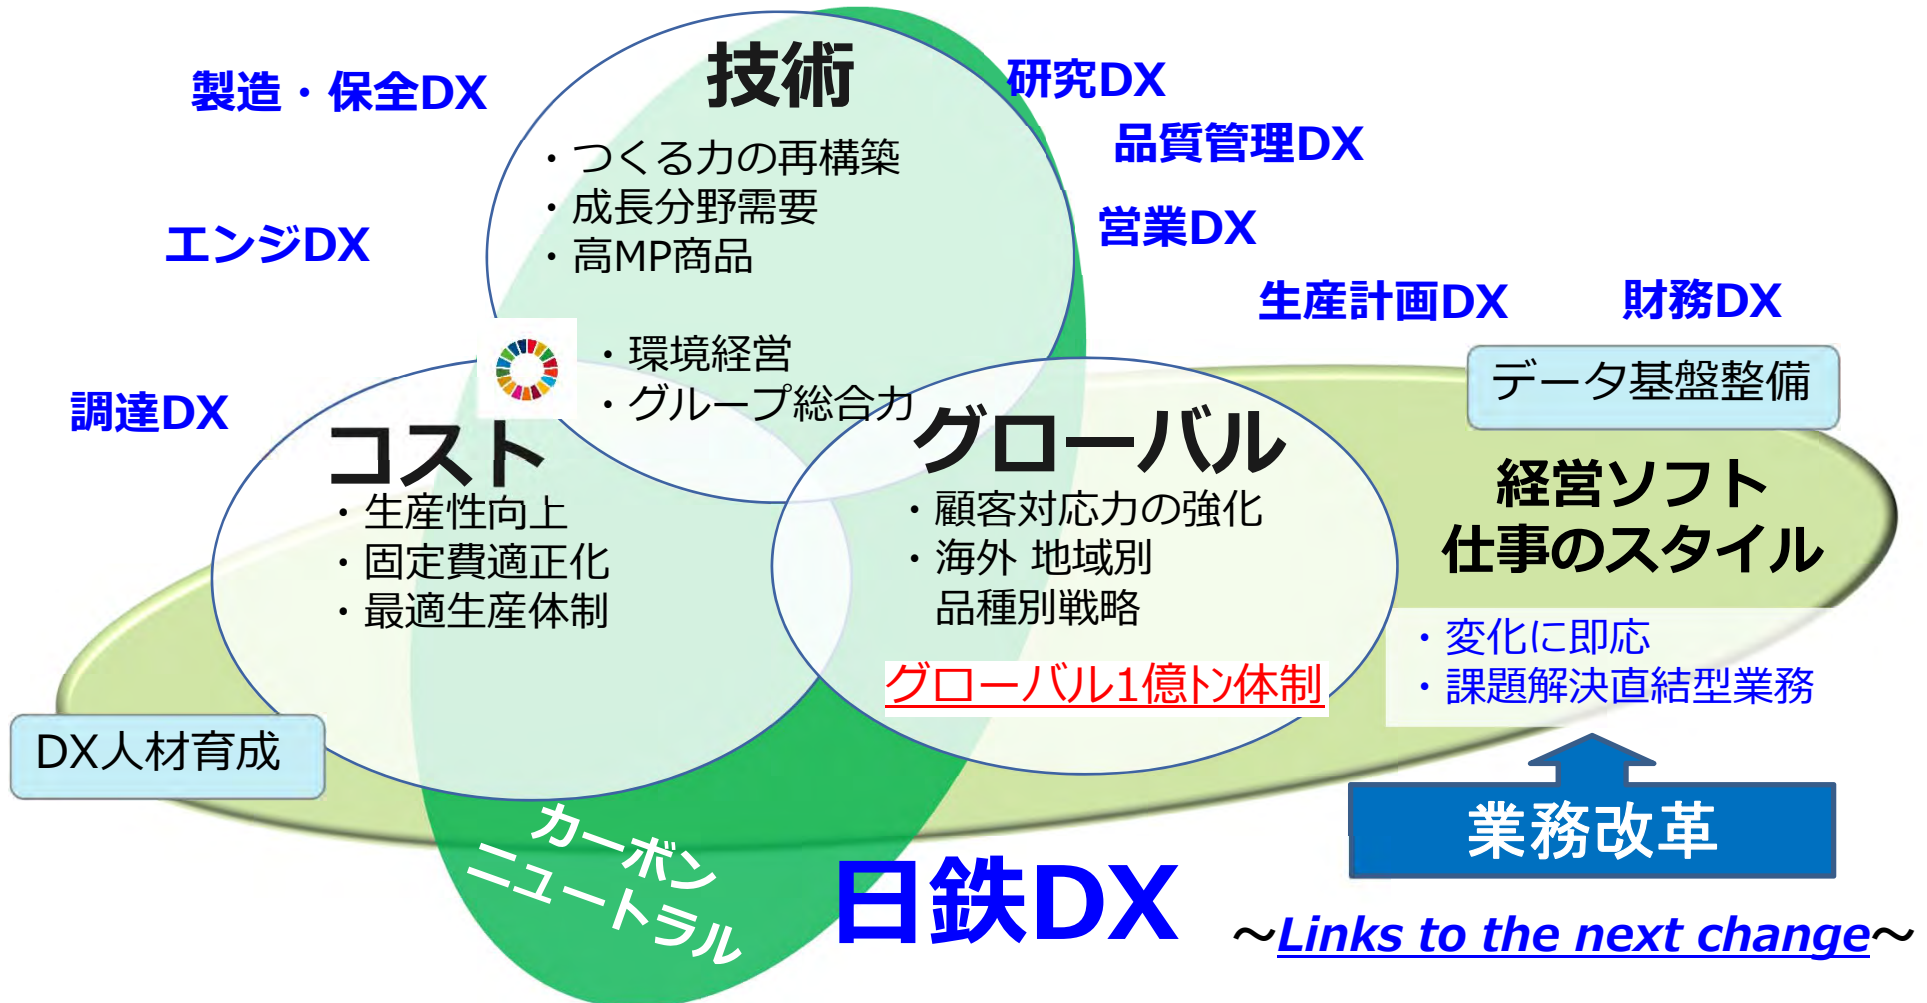 技術
製造・保全DX
研究DX
品質管理DX
・つくる力の再構築
・成長分野需要
・高MP商品
エンジDX
営業DX
生産計画DX
財務DX
・環境経営
・グループ総合力
データ基盤整備
調達DX
コスト
・生産性向上
・固定費適正化
・最適生産体制
グローバル
・顧客対応力の強化
・海外 地域別
品種別戦略
グローバル1億トン体制
経営ソフト
仕事のスタイル
・変化に即応
・課題解決直結型業務
DX人材育成
業務改革
カーボン
ニュートラル
日鉄DX
～Links to the next change～